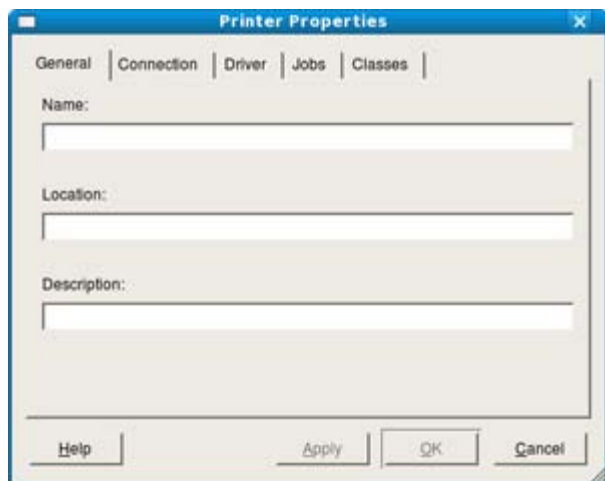 Printer Properties
General Connection Driver Jobs Classes
Name:
Location:
Description:
Help Apply OK Cancel